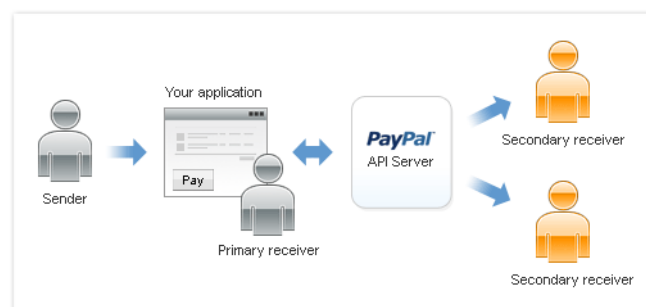 Your application
Sender
Pay
Primary receiver
PayPal
API Server
Secondary receiver
Secondary receiver